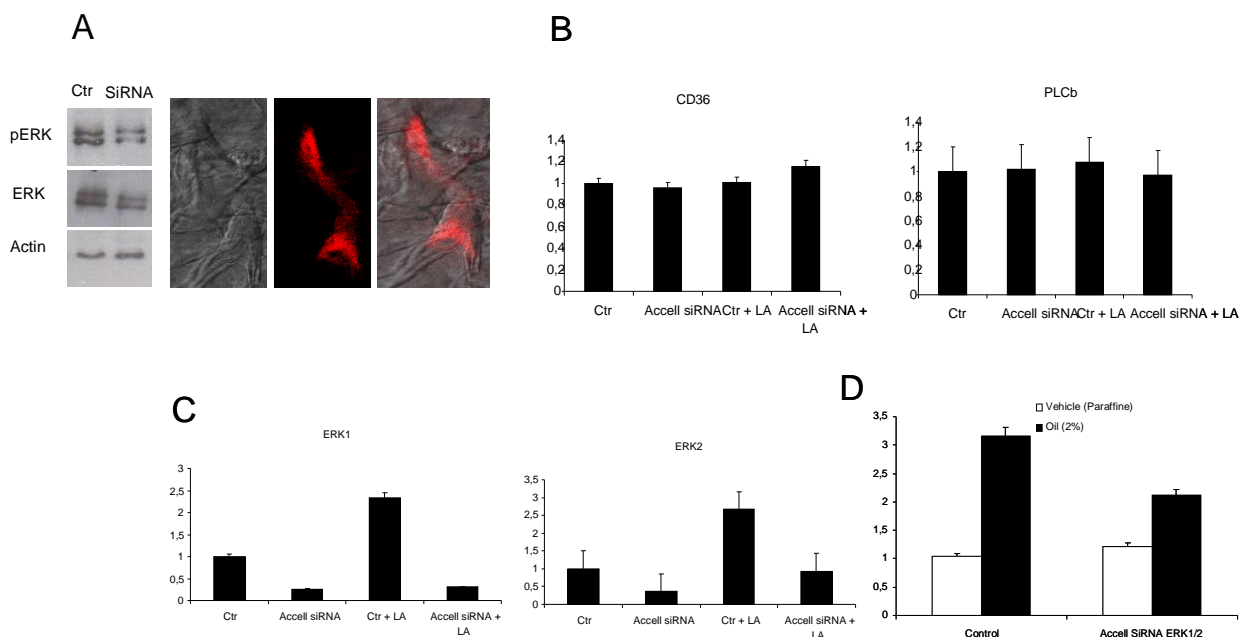 A
Ctr SiRNA
pERK
ERK
Actin
B
CD36
1,4
1,2
1
0,8
0,6
0,4
0,2
0
Ctr Accell siRNA Ctr + LA Accell siRNA +
LA
PLCb
1,4
1,2
1
0,8
0,6
0,4
0,2
0
Ctr Accell siRNA Ctr + LA Accell siRNA + LA
C
ERK1
3
2,5
2
1,5
1
0,5
0
Ctr Accell siRNA Ctr + LA Accell siRNA +
LA
ERK2
3,5
3
2,5
2
1,5
1
0,5
0
Ctr Accell siRNA Ctr + LA Accell siRNA +
LA
D
Vehicle (Paraffine)
Oil (2%)
3,5
3
2,5
2
1,5
1
0,5
0
Control Accell SiRNA ERK1/2